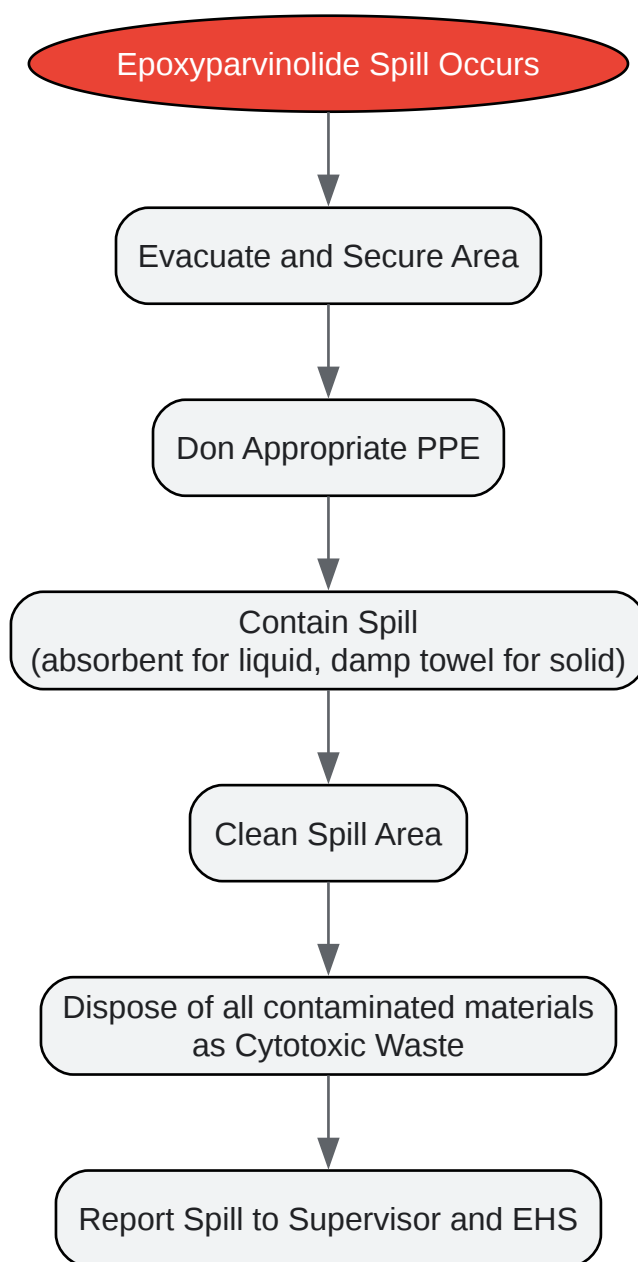 Epoxyparvinolide Spill Occurs
Evacuate and Secure Area
Don Appropriate PPE
Contain Spill
(absorbent for liquid, damp towel for solid)
Clean Spill Area
Dispose of all contaminated materials
as Cytotoxic Waste
Report Spill to Supervisor and EHS